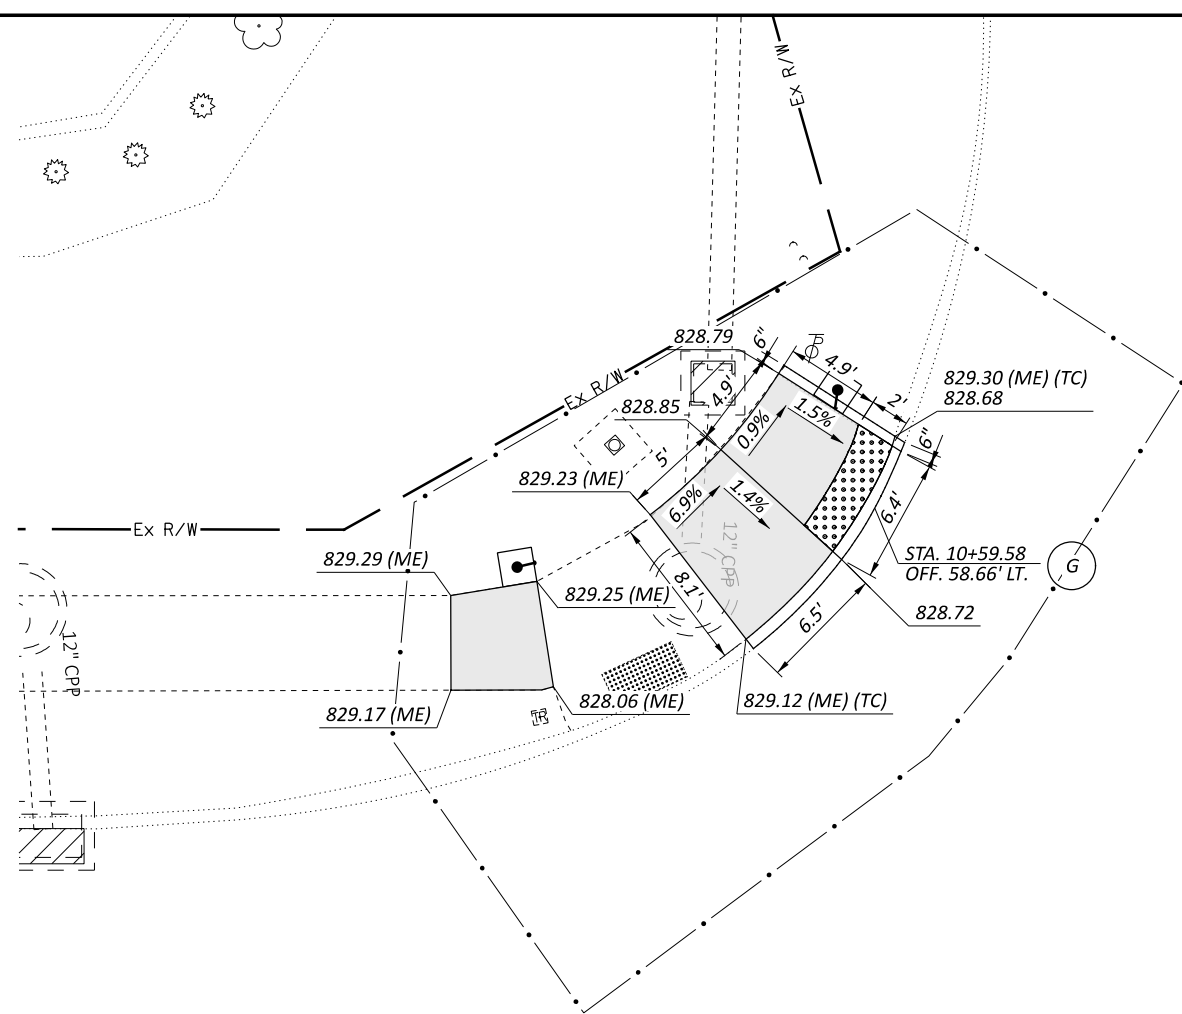 Ex R/W
828.79
6"
TP
4.9'
829.30 (ME) (TC)
828.68
2'
Ex R/W
4.9'
828.85
0.9%
1.5%
6"
5'
829.23 (ME)
6.9%
1.4%
6.4'
Ex R/W
12" CPP
STA. 10+59.58
OFF. 58.66' LT.
G
829.29 (ME)
829.25 (ME)
8.1'
6.5'
828.72
12" CPP
829.17 (ME)
828.06 (ME)
829.12 (ME) (TC)
TR